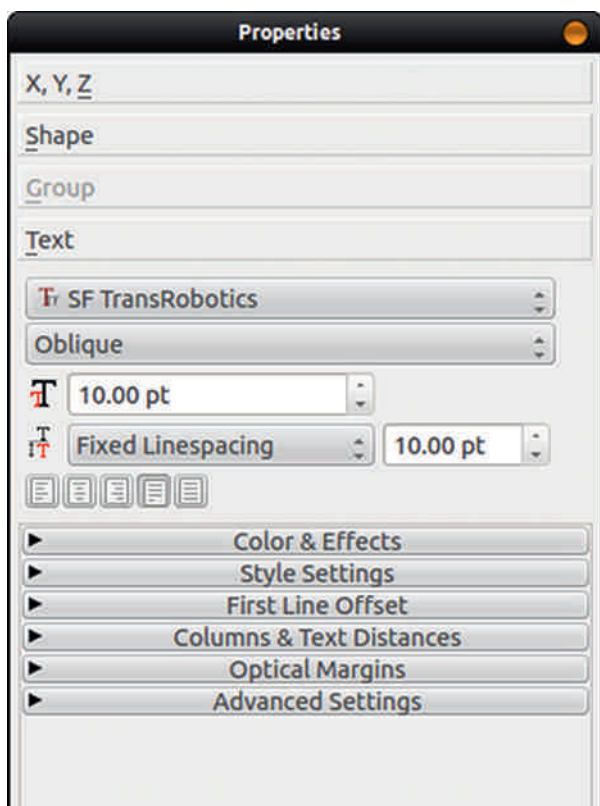 Properties
X, Y, Z
Shape
Group
Text
SF TransRobotics
Oblique
10.00 pt
Fixed Linespacing 10.00 pt
Color & Effects
Style Settings
First Line Offset
Columns & Text Distances
Optical Margins
Advanced Settings